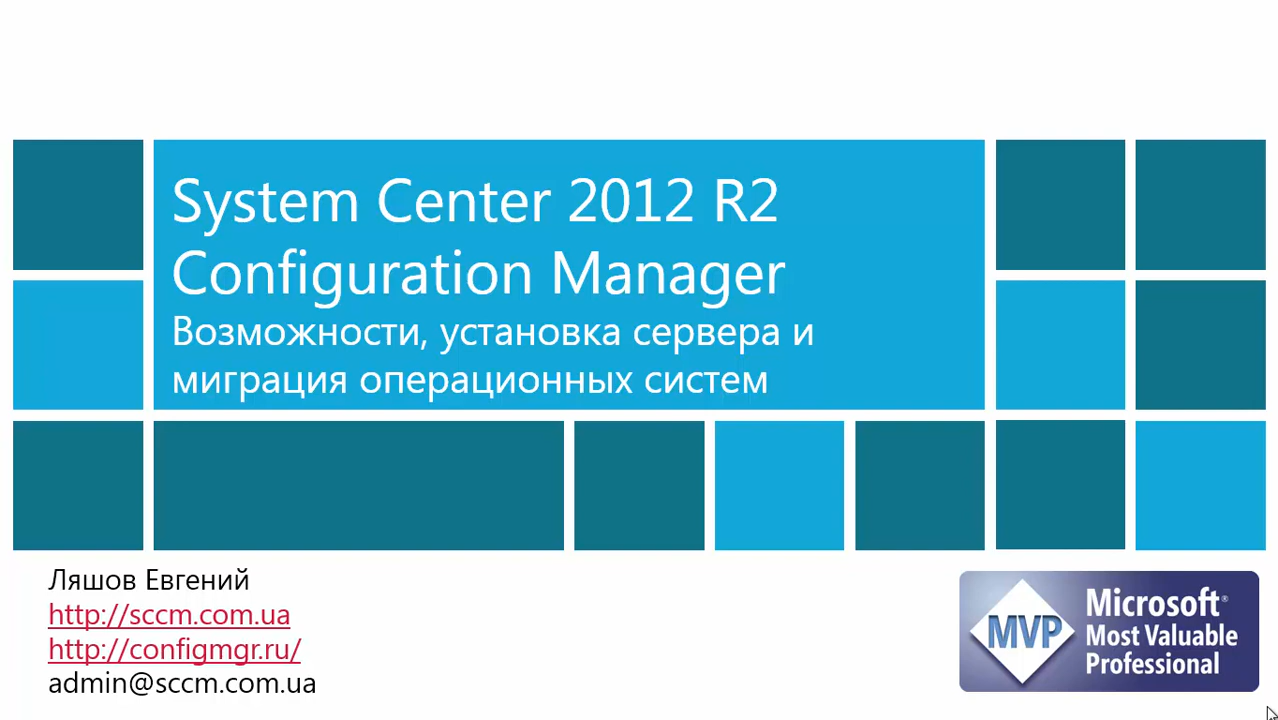 System Center 2012 R2
Configuration Manager
Возможности, установка сервера и
миграция операционных систем
Ляшов Евгений
http://sccm.com.ua
http://configmgr.ru/
admin@sccm.com.ua
MVP
Microsoft®
Most Valuable
Professional